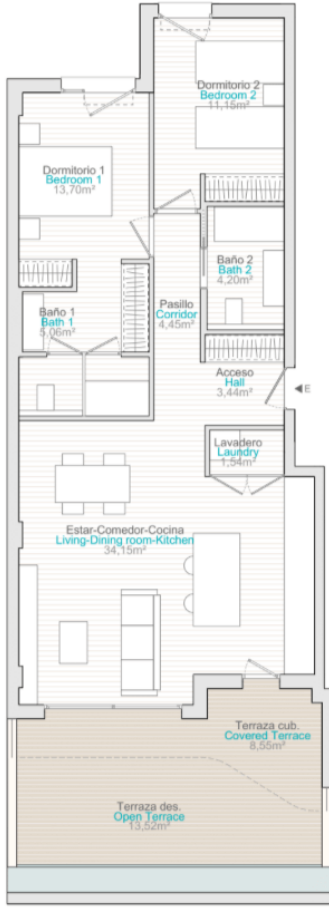 Dormitorio 2
Bedroom 2
11,15m²
Dormitorio 1
Bedroom 1
13,70m²
Baño 2
Bath 2
4,20m²
Pasillo
Corridor
4,45m²
Baño 1
Bath 1
5,06m²
Acceso
Hall
3,44m²
E
Lavadero
Laundry
1,54m²
Estar-Comedor-Cocina
Living-Dining room-Kitchen
34,15m²
Terraza cub.
Covered Terrace
8,55m²
Terraza des.
Open Terrace
13,52m²